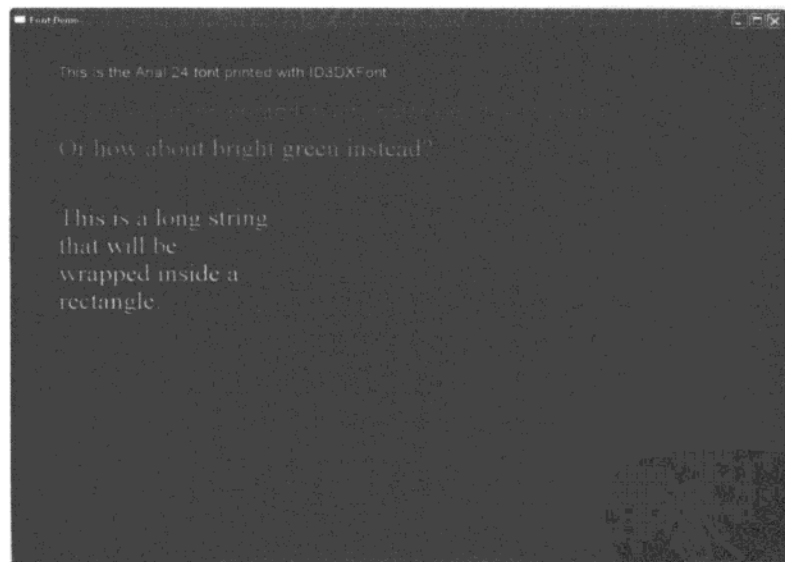 Font Demo
This is the Arial 24 font printed with ID3DXFont
and
Or how about bright green instead?
This is a long string
that will be
wrapped inside a
rectangle.